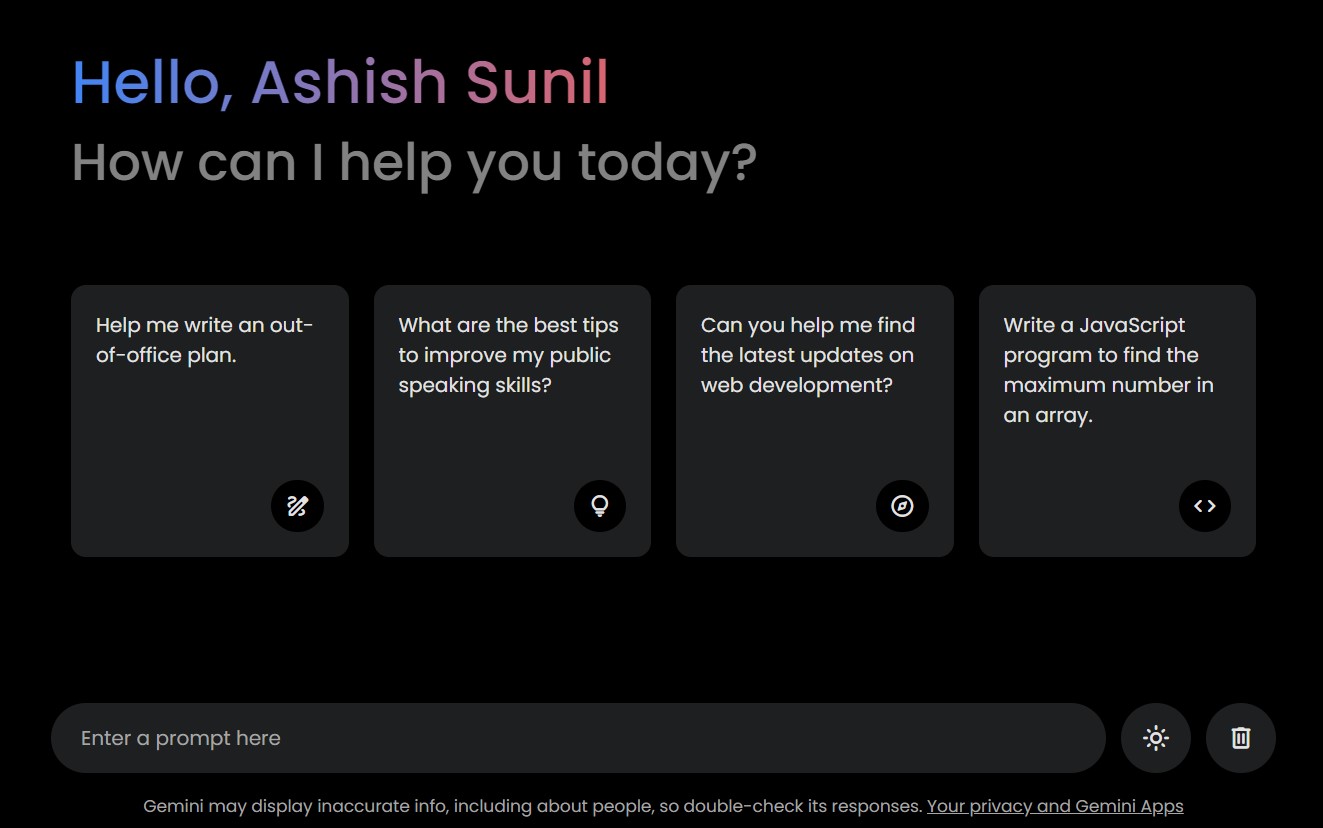 Hello, Ashish Sunil
How can I help you today?
Help me write an out-
of-office plan.
What are the best tips
to improve my public
speaking skills?
Can you help me find
the latest updates on
web development?
Write a JavaScript
program to find the
maximum number in
an array.
Enter a prompt here
Gemini may display inaccurate info, including about people, so double-check its responses. Your privacy and Gemini Apps